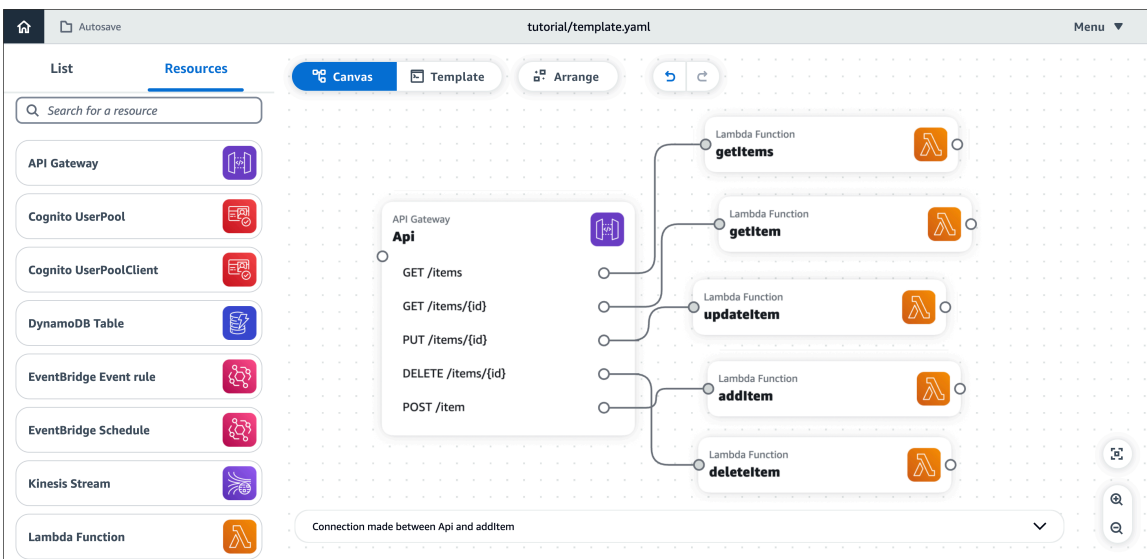 Autosave
tutorial/template.yaml
Menu
List
Resources
Search for a resource
API Gateway
Cognito UserPool
Cognito UserPoolClient
DynamoDB Table
EventBridge Event rule
EventBridge Schedule
Kinesis Stream
Lambda Function
Canvas
Template
Arrange
API Gateway
Api
GET /items
GET /items/{id}
PUT /items/{id}
DELETE /items/{id}
POST /item
Lambda Function
getItems
Lambda Function
getItem
Lambda Function
updateItem
Lambda Function
addItem
Lambda Function
deleteItem
Connection made between Api and addItem